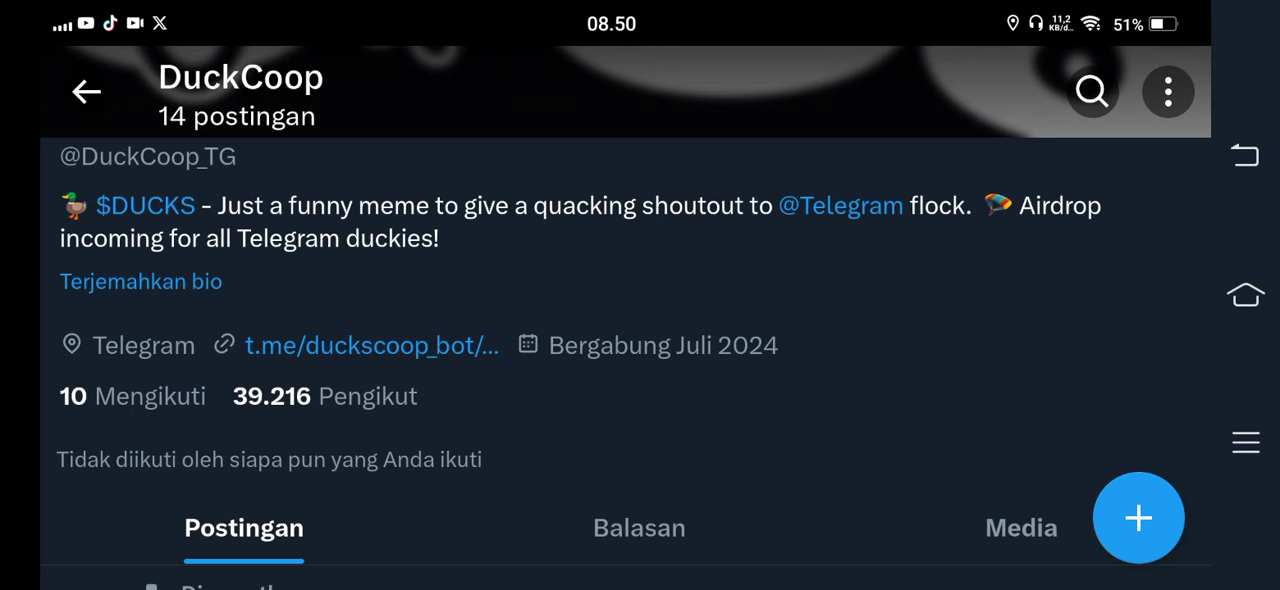 08.50
11,2
KB/d...
51%
DuckCoop
14 postingan
@DuckCoop_TG
🦆 $DUCKS - Just a funny meme to give a quacking shoutout to @Telegram flock. 🪂 Airdrop
incoming for all Telegram duckies!
Terjemahkan bio
Telegram t.me/duckscoop_bot/... Bergabung Juli 2024
10 Mengikuti 39.216 Pengikut
Tidak diikuti oleh siapa pun yang Anda ikuti
Postingan Balasan Media